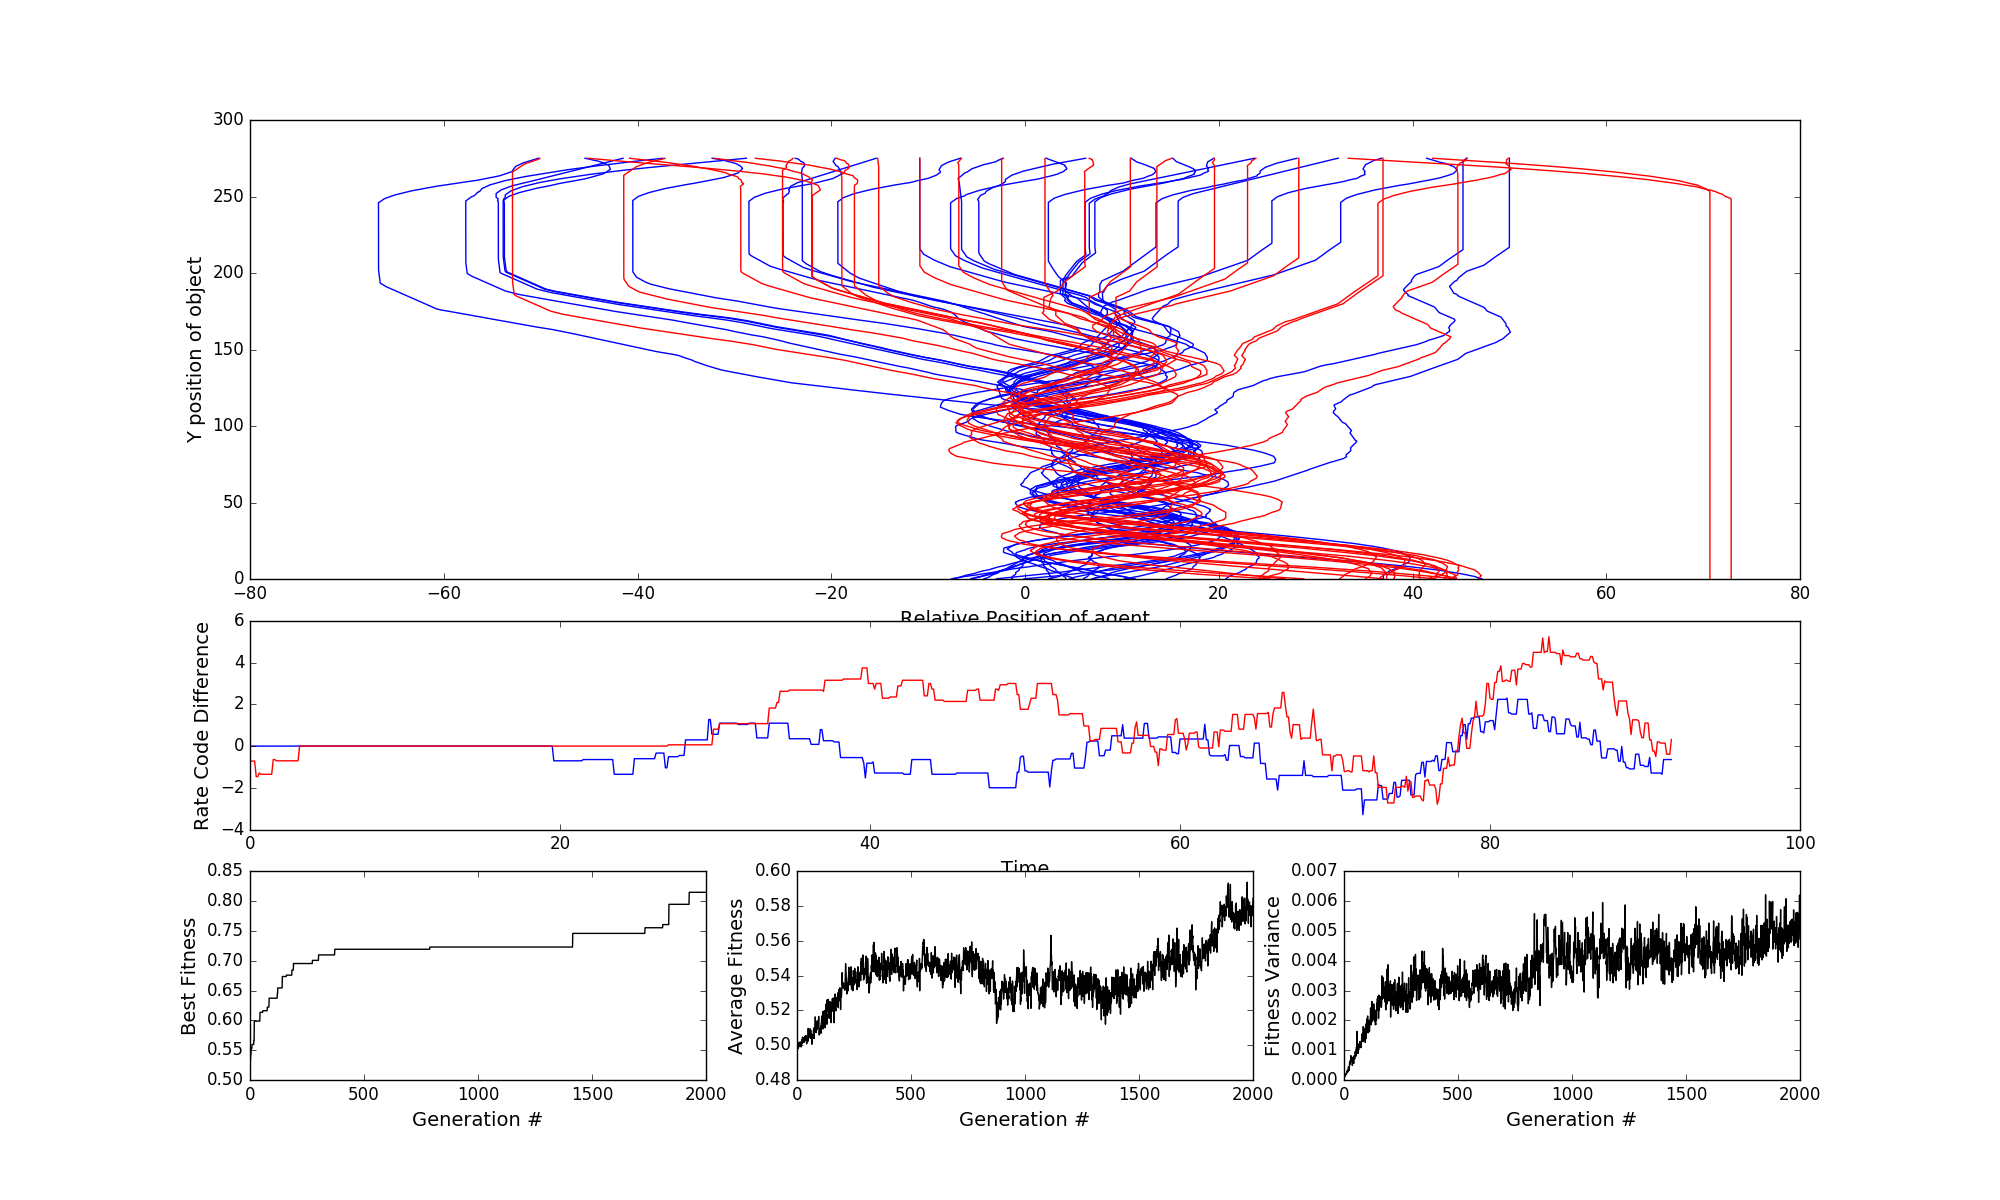 300
250
200
150
100
50
0
Y position of object
−80 −60 −40 −20 0 20 40 60 80
Relative Position of agent
6
4
2
0
−2
−4
Rate Code Difference
0 20 40 60 80 100
Time
0.85
0.80
0.75
0.70
0.65
0.60
0.55
0.50
Best Fitness
0 500 1000 1500 2000
Generation #
0.60
0.58
0.56
0.54
0.52
0.50
0.48
Average Fitness
0 500 1000 1500 2000
Generation #
0.007
0.006
0.005
0.004
0.003
0.002
0.001
0.000
Fitness Variance
0 500 1000 1500 2000
Generation #